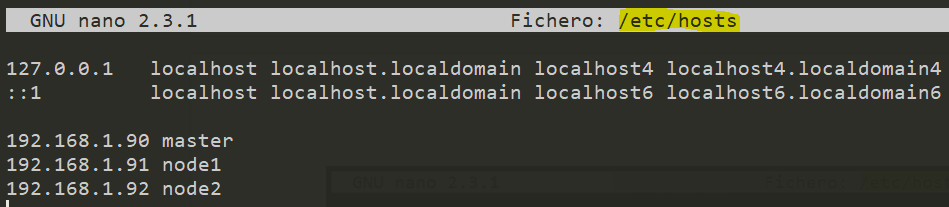 GNU nano 2.3.1 Fichero: /etc/hosts
127.0.0.1 localhost localhost.localdomain localhost4 localhost4.localdomain4
::1 localhost localhost.localdomain localhost6 localhost6.localdomain6
192.168.1.90 master
192.168.1.91 node1
192.168.1.92 node2
GNU nano 2.3.1 Fichero